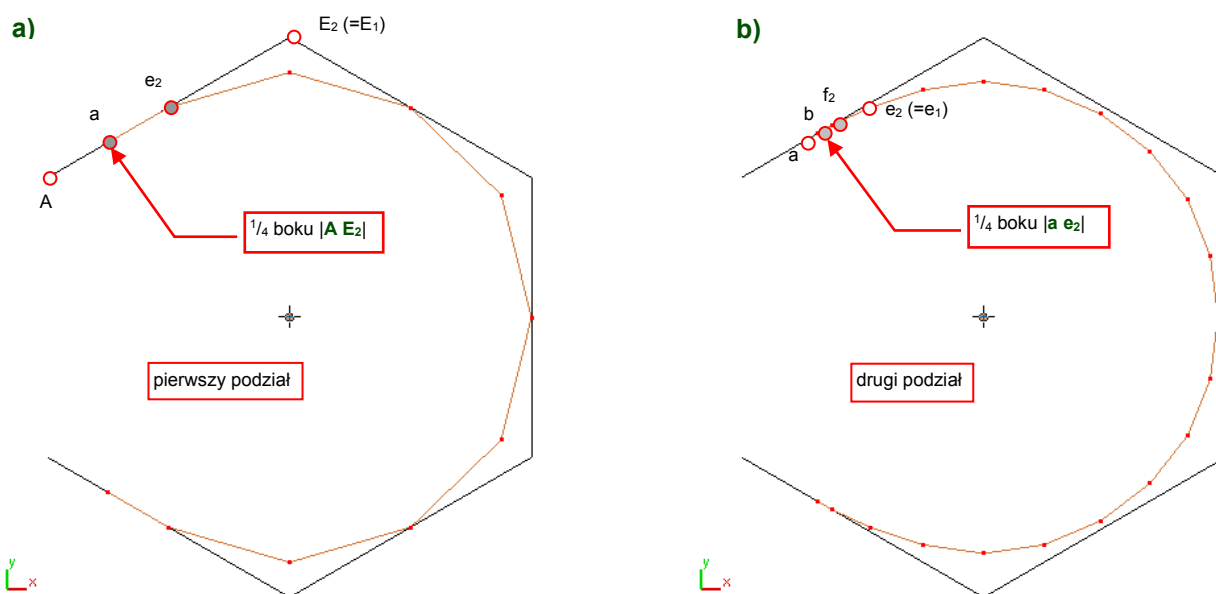 a)
E₂ (=E₁)
e₂
a
A
¹/₄ boku |A E₂|
pierwszy podział
y
x
b)
f₂
b
e₂ (=e₁)
a
¹/₄ boku |a e₂|
drugi podział
y
x